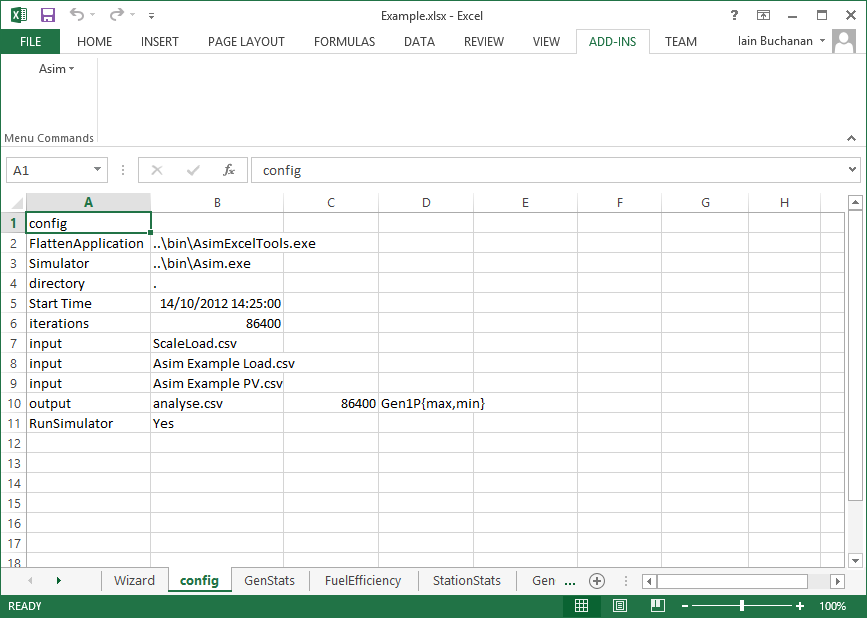 Example.xlsx - Excel
FILE HOME INSERT PAGE LAYOUT FORMULAS DATA REVIEW VIEW ADD-INS TEAM Iain Buchanan
Asim
Menu Commands
A1 fx config
A B C D E F G H
1 config
2 FlattenApplication ..\bin\AsimExcelTools.exe
3 Simulator ..\bin\Asim.exe
4 directory .
5 Start Time 14/10/2012 14:25:00
6 iterations 86400
7 input ScaleLoad.csv
8 input Asim Example Load.csv
9 input Asim Example PV.csv
10 output analyse.csv 86400 Gen1P{max,min}
11 RunSimulator Yes
12
13
14
15
16
17
18
Wizard config GenStats FuelEfficiency StationStats Gen ...
READY 100%